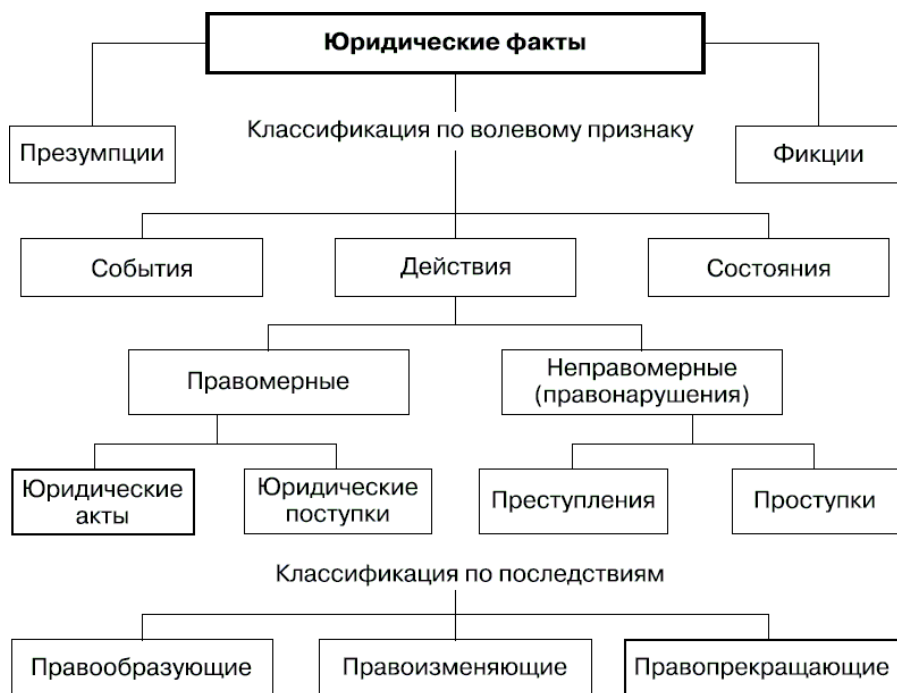 Юридические факты
Классификация по волевому признаку
Презумпции
Фикции
События
Действия
Состояния
Правомерные
Неправомерные
(правонарушения)
Юридические
акты
Юридические
поступки
Преступления
Проступки
Классификация по последствиям
Правообразующие
Правоизменяющие
Правопрекращающие